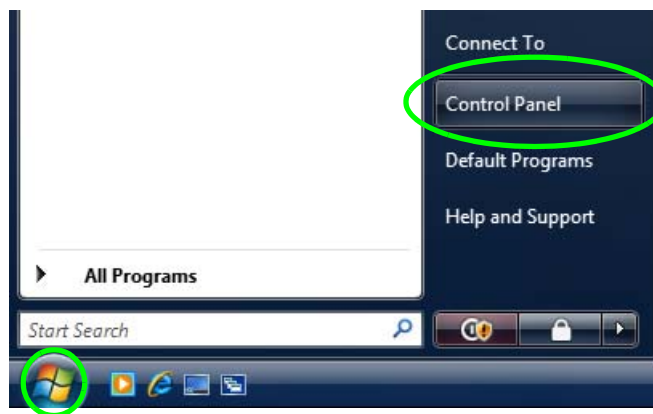 Connect To
Control Panel
Default Programs
Help and Support
All Programs
Start Search